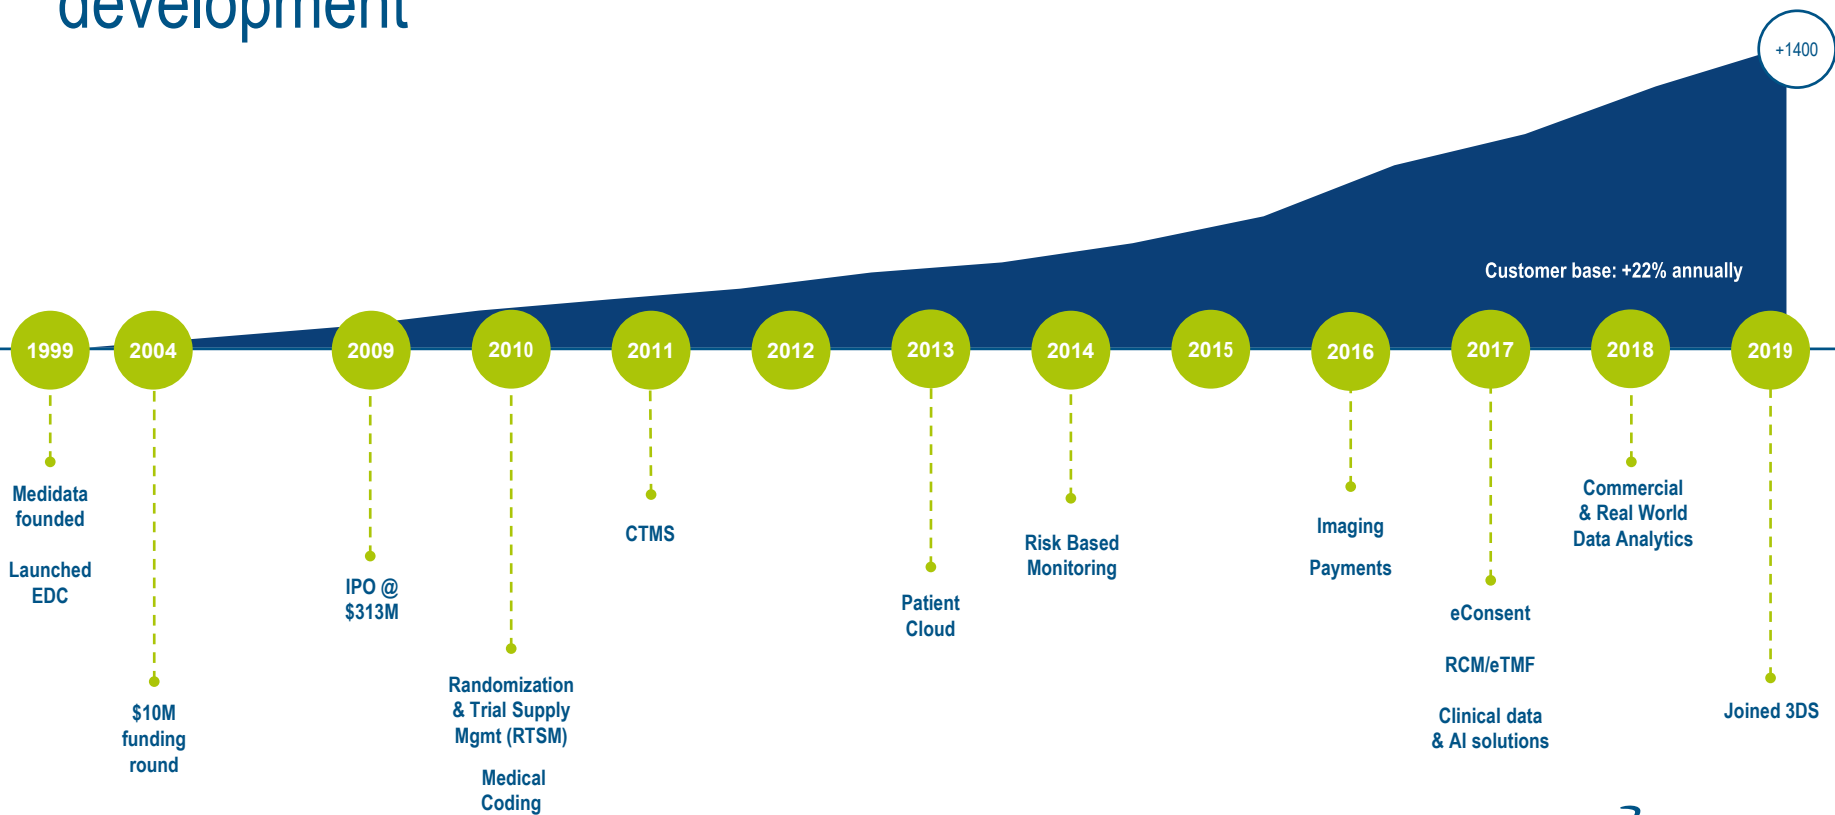 development
+1400
Customer base: +22% annually
1999
2004
2009
2010
2011
2012
2013
2014
2015
2016
2017
2018
2019
Medidata
founded
Launched
EDC
$10M
funding
round
IPO @
$313M
Randomization
& Trial Supply
Mgmt (RTSM)
Medical
Coding
CTMS
Patient
Cloud
Risk Based
Monitoring
Imaging
Payments
eConsent
RCM/eTMF
Clinical data
& AI solutions
Commercial
& Real World
Data Analytics
Joined 3DS